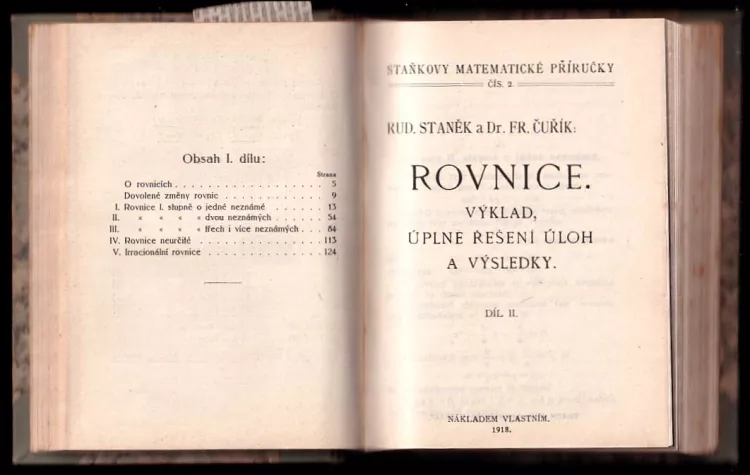 Obsah I. dílu:
Strana
O rovnicích . . . . . . . . . . . . . . . . . 5
Dovolené změny rovnic . . . . . . . . . . . . 9
I. Rovnice I. stupně o jedné neznámé . . . . . 13
II. « « « « dvou neznámých . . . . . 54
III. « « « « třech i více neznámých . . . 84
IV. Rovnice neurčité . . . . . . . . . . . . . 113
V. Irracionální rovnice . . . . . . . . . . . 124
STAŇKOVY MATEMATICKÉ PŘÍRUČKY
ČÍS. 2.
RUD. STANĚK a Dr. FR. ČUŘÍK:
ROVNICE.
VÝKLAD,
ÚPLNE ŘEŠENÍ ÚLOH
A VÝSLEDKY.
DÍL II.
NÁKLADEM VLASTNÍM.
1918.